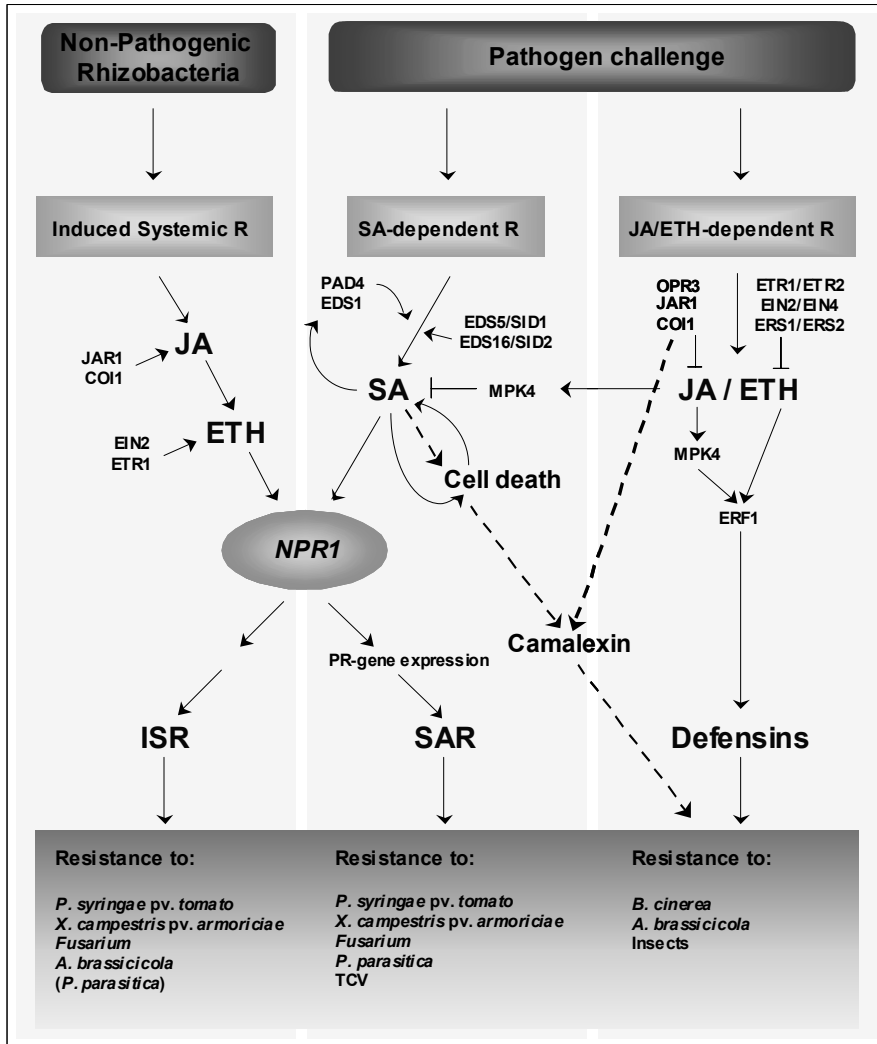 Non-Pathogenic
Rhizobacteria
Pathogen challenge
Induced Systemic R
SA-dependent R
JA/ETH-dependent R
PAD4
EDS1
EDS5/SID1
EDS16/SID2
OPR3
JAR1
COI1
ETR1/ETR2
EIN2/EIN4
ERS1/ERS2
JAR1
COI1
JA
SA
MPK4
JA / ETH
EIN2
ETR1
ETH
Cell death
MPK4
ERF1
NPR1
PR-gene expression
Camalexin
ISR
SAR
Defensins
Resistance to:
P. syringae pv. tomato
X. campestris pv. armoriciae
Fusarium
A. brassicicola
(P. parasitica)
Resistance to:
P. syringae pv. tomato
X. campestris pv. armoriciae
Fusarium
P. parasitica
TCV
Resistance to:
B. cinerea
A. brassicicola
Insects